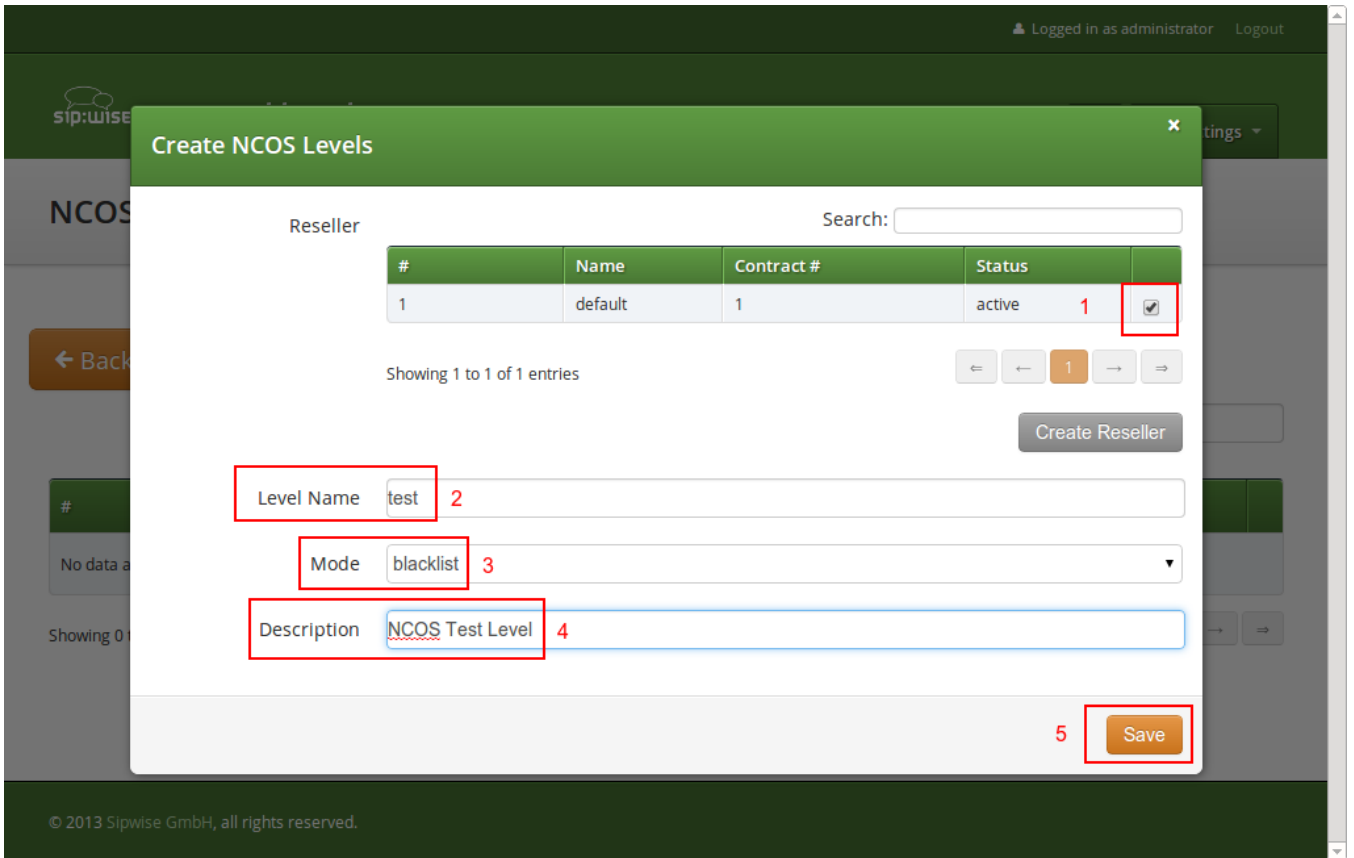 Logged in as administrator Logout
sip:wise
tings
Create NCOS Levels ×
NCOS
Reseller
Search:
# Name Contract # Status
1 default 1 active 1
← Back
Showing 1 to 1 of 1 entries
⇐ ← 1 → ⇒
Create Reseller
Level Name test 2
#
Mode blacklist 3
No data a
Description NCOS Test Level 4
Showing 0 t
→ ⇒
5 Save
© 2013 Sipwise GmbH, all rights reserved.